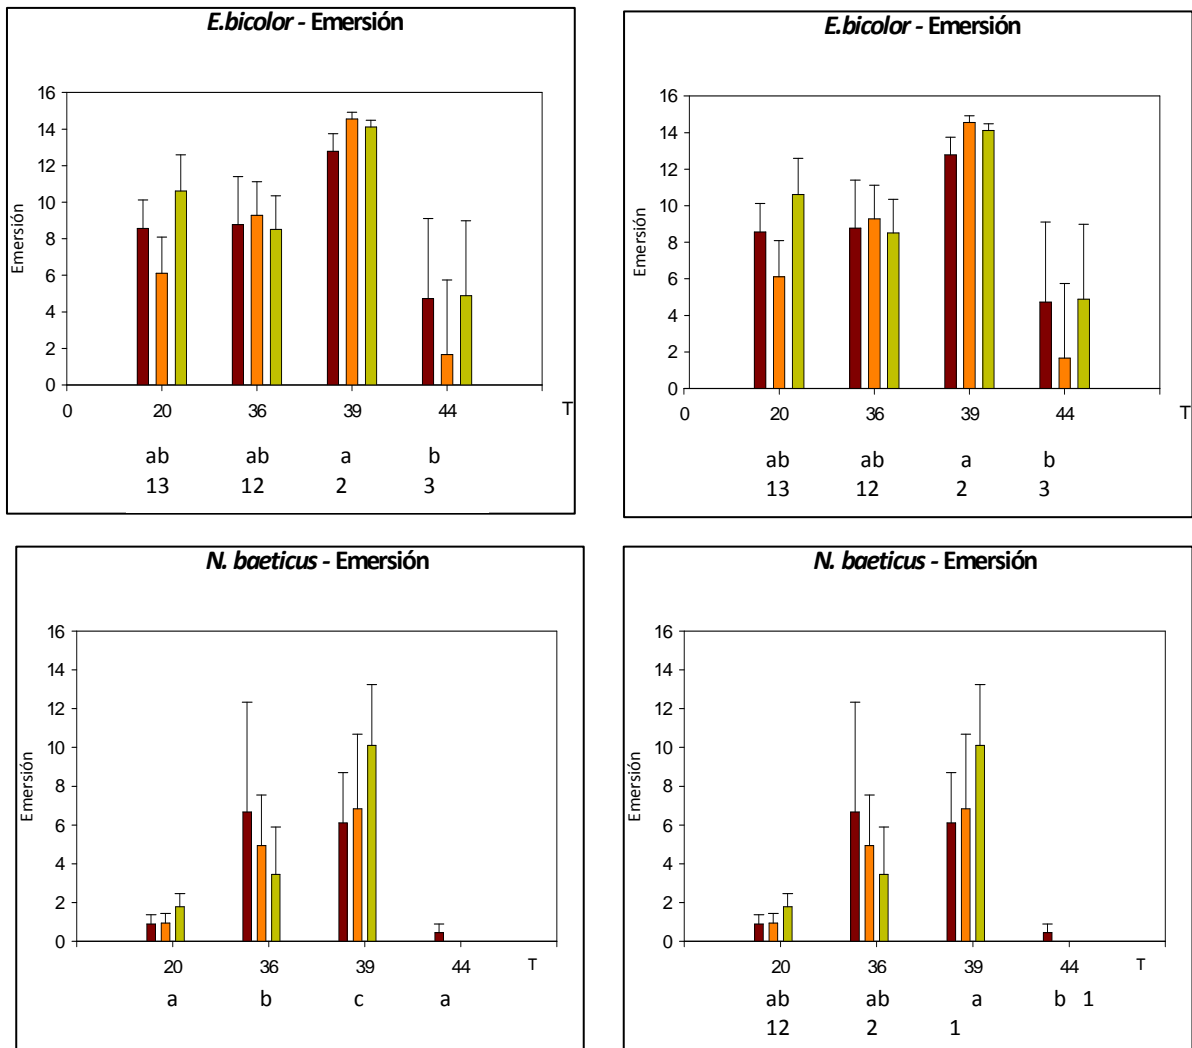 E.bicolor - Emersión
16
14
12
10
8
6
4
2
0
Emersión
0 20 36 39 44 T
ab ab a b
13 12 2 3
E.bicolor - Emersión
16
14
12
10
8
6
4
2
0
Emersión
0 20 36 39 44 T
ab ab a b
13 12 2 3
N. baeticus - Emersión
16
14
12
10
8
6
4
2
0
Emersión
20 36 39 44 T
a b c a
N. baeticus - Emersión
16
14
12
10
8
6
4
2
0
Emersión
20 36 39 44 T
ab ab a b 1
12 2 1